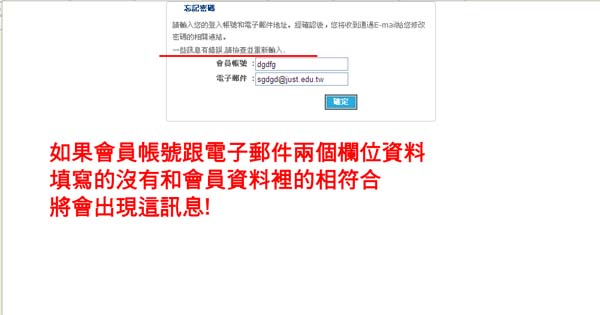 忘記密碼
請輸入您的登入帳號和電子郵件地址。經確認後，您將收到通過E-mail給您修改
密碼的相關連結。
一些訊息有錯誤,請檢查並重新輸入.
會員帳號 ：dgdfg
電子郵件 ：sgdgd@just.edu.tw
確定
如果會員帳號跟電子郵件兩個欄位資料
填寫的沒有和會員資料裡的相符合
將會出現這訊息!